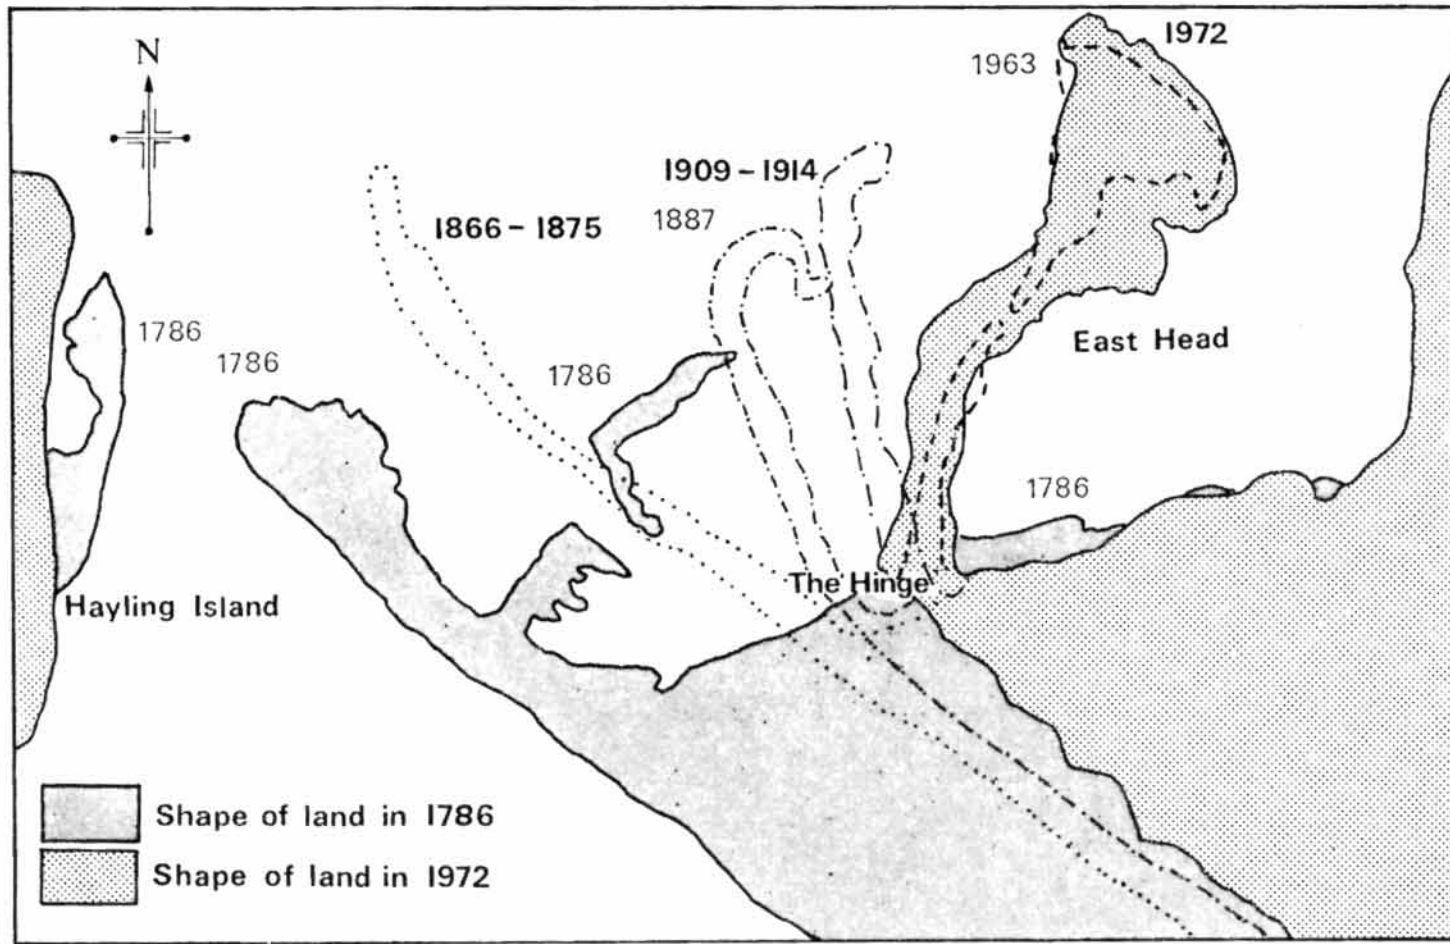 N
1972
1963
1909 – 1914
1887
1866 – 1875
1786
1786
1786
East Head
1786
The Hinge
Hayling Island
Shape of land in 1786
Shape of land in 1972